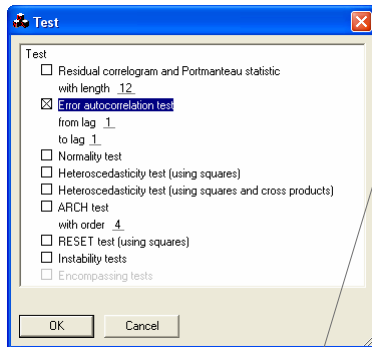 Test
Test
Residual correlogram and Portmanteau statistic
with length 12
Error autocorrelation test
from lag 1
to lag 1
Normality test
Heteroscedasticity test (using squares)
Heteroscedasticity test (using squares and cross products)
ARCH test
with order 4
RESET test (using squares)
Instability tests
Encompassing tests
OK Cancel